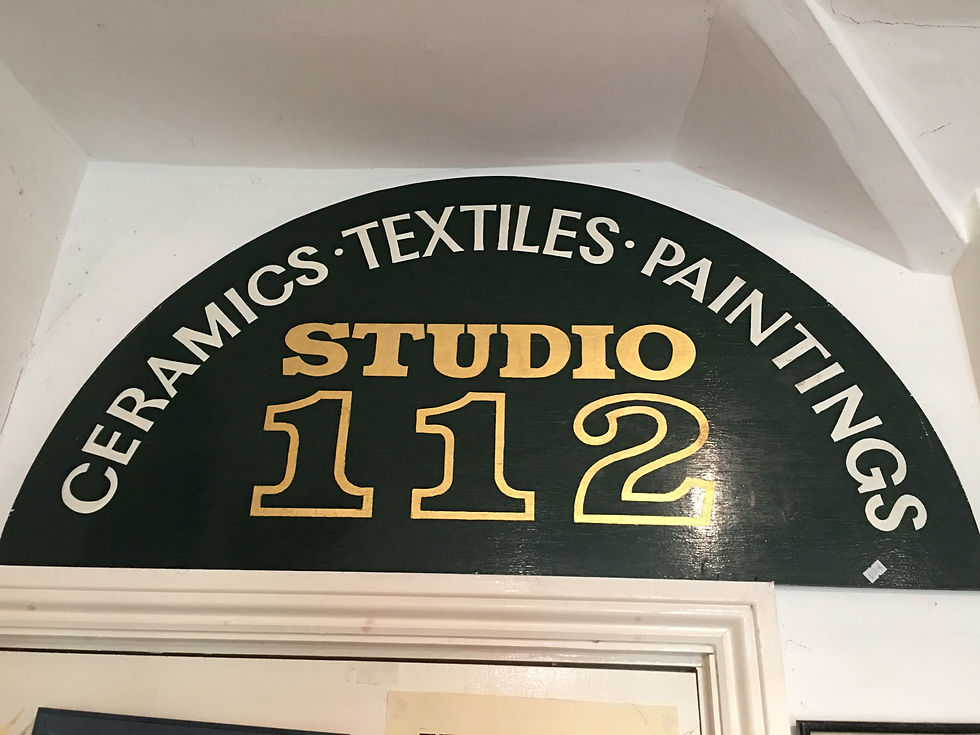 CERAMICS · TEXTILES · PAINTINGS
STUDIO
112